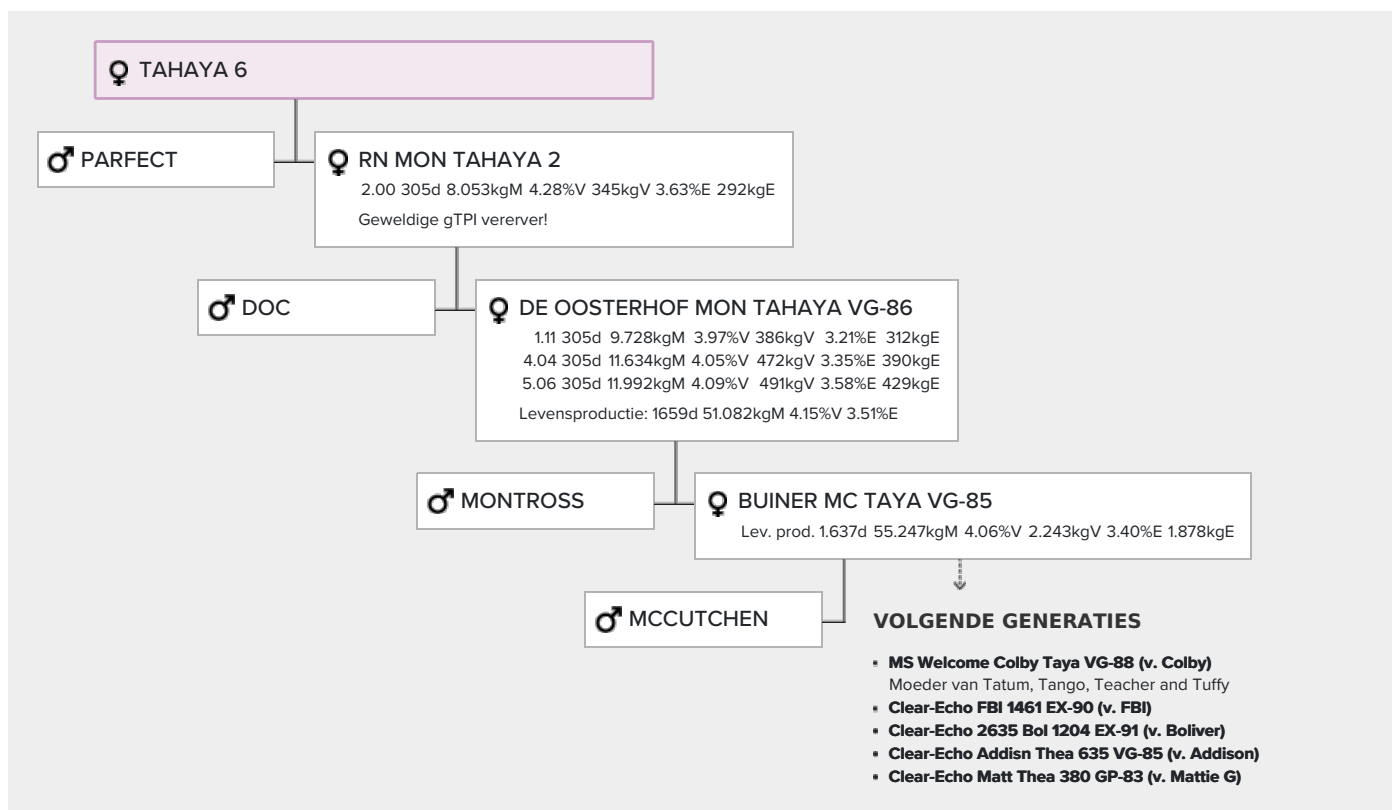 TAHAYA 6
PARFECT
RN MON TAHAYA 2
2.00 305d 8.053kgM 4.28%V 345kgV 3.63%E 292kgE
Geweldige gTPI vererver!
DOC
DE OOSTERHOF MON TAHAYA VG-86
1.11 305d 9.728kgM 3.97%V 386kgV 3.21%E 312kgE
4.04 305d 11.634kgM 4.05%V 472kgV 3.35%E 390kgE
5.06 305d 11.992kgM 4.09%V 491kgV 3.58%E 429kgE
Levensproductie: 1659d 51.082kgM 4.15%V 3.51%E
MONTROSS
BUINER MC TAYA VG-85
Lev. prod. 1.637d 55.247kgM 4.06%V 2.243kgV 3.40%E 1.878kgE
MCCUTCHEN
VOLGENDE GENERATIES
▪ MS Welcome Colby Taya VG-88 (v. Colby)
Moeder van Tatum, Tango, Teacher and Tuffy
▪ Clear-Echo FBI 1461 EX-90 (v. FBI)
▪ Clear-Echo 2635 Bol 1204 EX-91 (v. Boliver)
▪ Clear-Echo Addisn Thea 635 VG-85 (v. Addison)
▪ Clear-Echo Matt Thea 380 GP-83 (v. Mattie G)